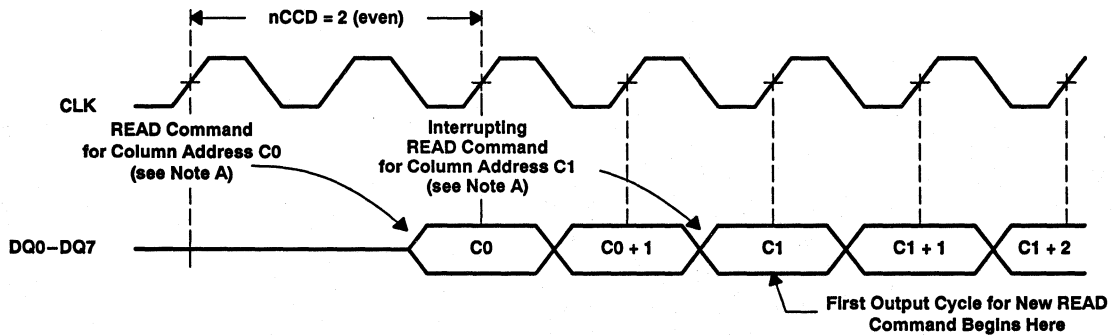 nCCD = 2 (even)
CLK
READ Command
for Column Address C0
(see Note A)
Interrupting
READ Command
for Column Address C1
(see Note A)
DQ0–DQ7
C0
C0 + 1
C1
C1 + 1
C1 + 2
First Output Cycle for New READ
Command Begins Here